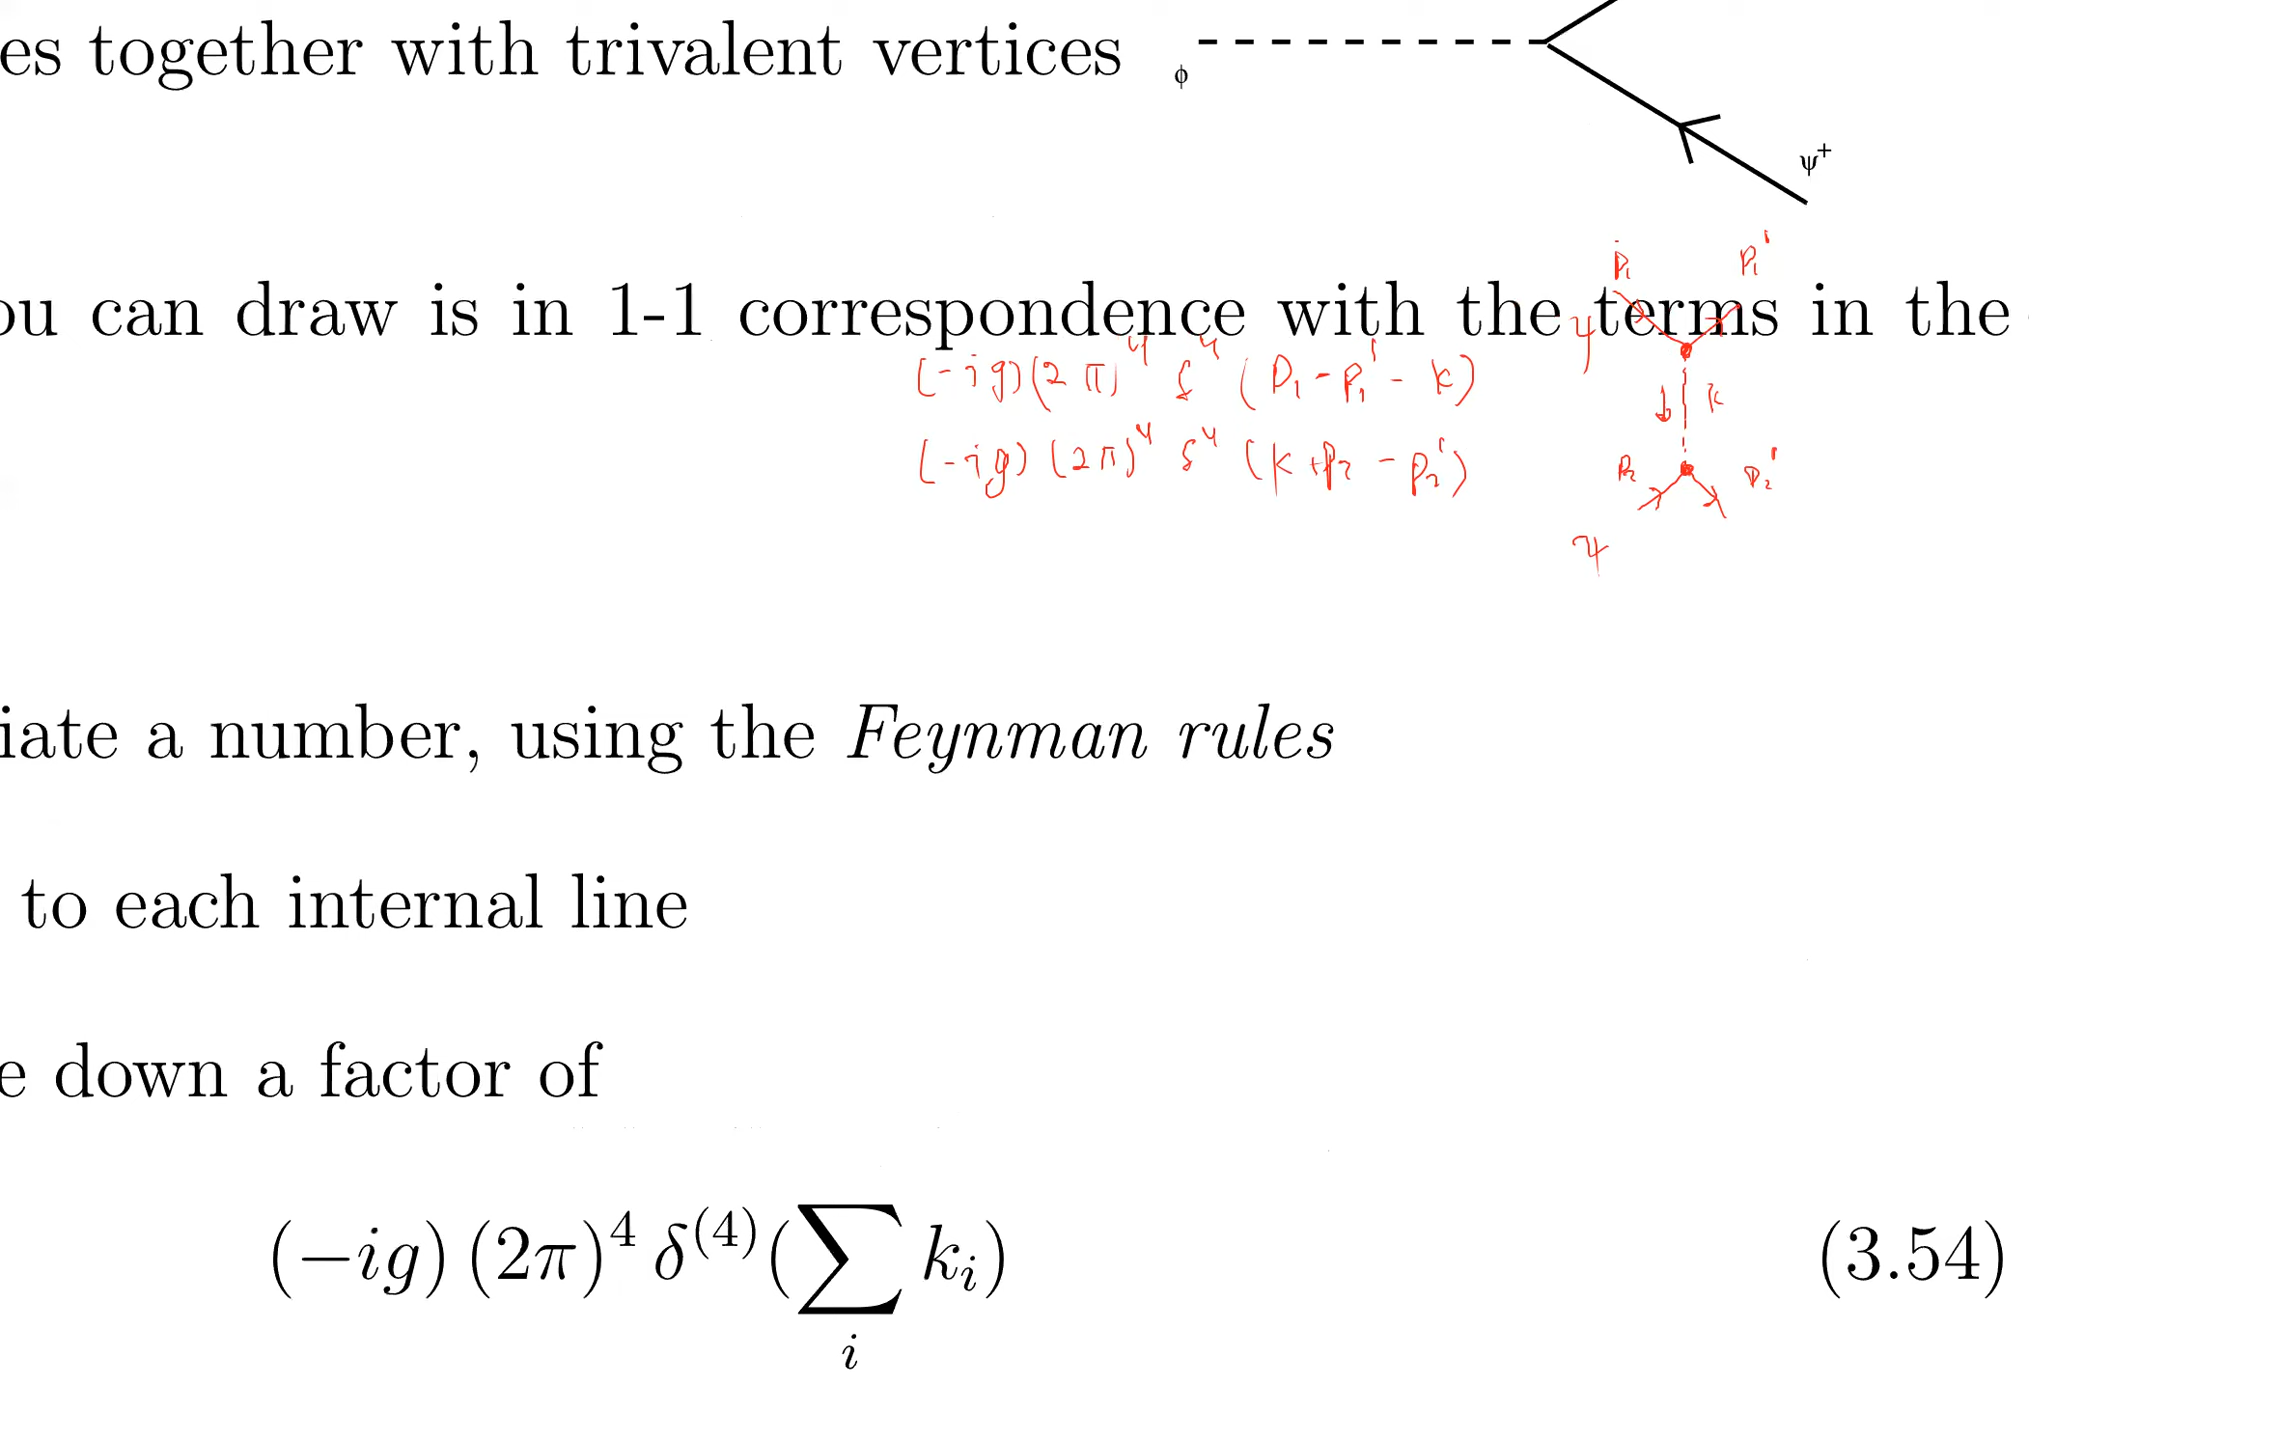 es together with trivalent vertices
ϕ
ψ⁺
p₁ p₁'
ou can draw is in 1-1 correspondence with the terms in the
ψ
(-ig)(2π)⁴ δ⁴ (p₁ - p₁' - k)
k
(-ig) (2π)⁴ δ⁴ (k + p₂ - p₂')
p₂ p₂'
ψ
iate a number, using the Feynman rules
to each internal line
e down a factor of
(−ig) (2π)⁴ δ⁽⁴⁾(∑ kᵢ) (3.54)
i